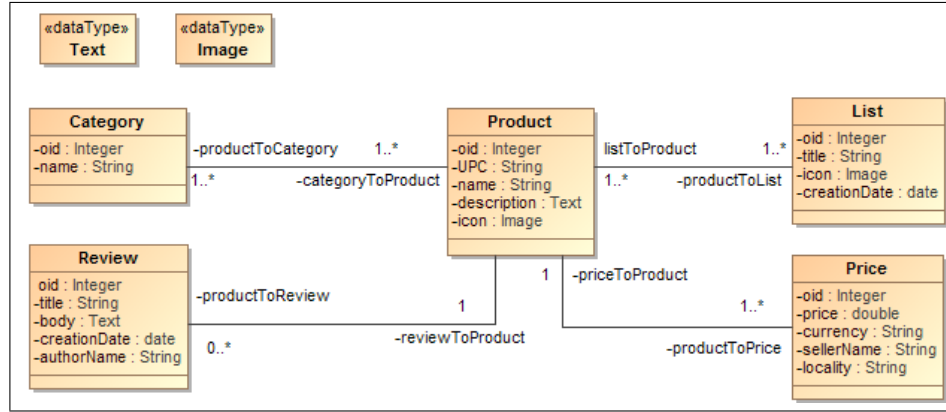 «dataType»
Text
«dataType»
Image
Category
-oid : Integer
-name : String
-productToCategory
1..*
1..*
-categoryToProduct
Product
-oid : Integer
-UPC : String
-name : String
-description : Text
-icon : Image
listToProduct
1..*
1..*
-productToList
List
-oid : Integer
-title : String
-icon : Image
-creationDate : date
Review
oid : Integer
-title : String
-body : Text
-creationDate : date
-authorName : String
-productToReview
1
0..*
-reviewToProduct
1
-priceToProduct
1..*
-productToPrice
Price
-oid : Integer
-price : double
-currency : String
-sellerName : String
-locality : String